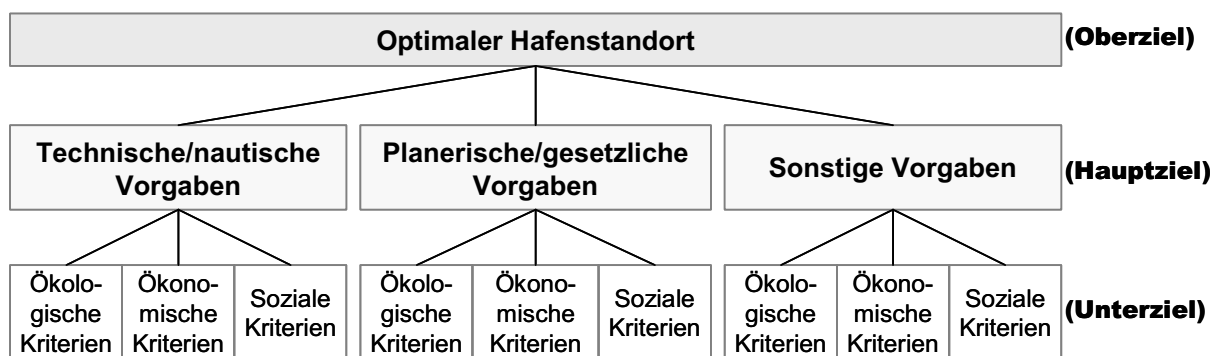 Optimaler Hafenstandort
(Oberziel)
Technische/nautische
Vorgaben
Planerische/gesetzliche
Vorgaben
Sonstige Vorgaben
(Hauptziel)
Ökolo-
gische
Kriterien
Ökono-
mische
Kriterien
Soziale
Kriterien
Ökolo-
gische
Kriterien
Ökono-
mische
Kriterien
Soziale
Kriterien
Ökolo-
gische
Kriterien
Ökono-
mische
Kriterien
Soziale
Kriterien
(Unterziel)